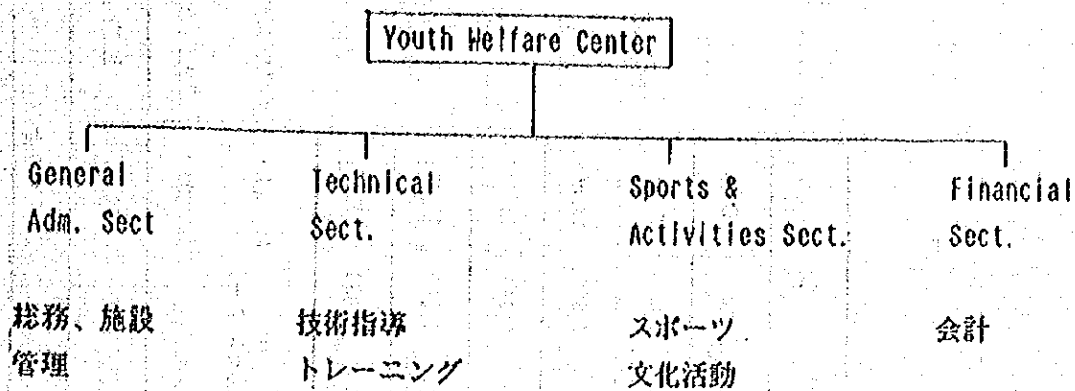 Youth Welfare Center
General
Adm. Sect
Technical
Sect.
Sports &
Activities Sect.
Financial
Sect.
総務、施設
管理
技術指導
トレーニング
スポーツ
文化活動
会計